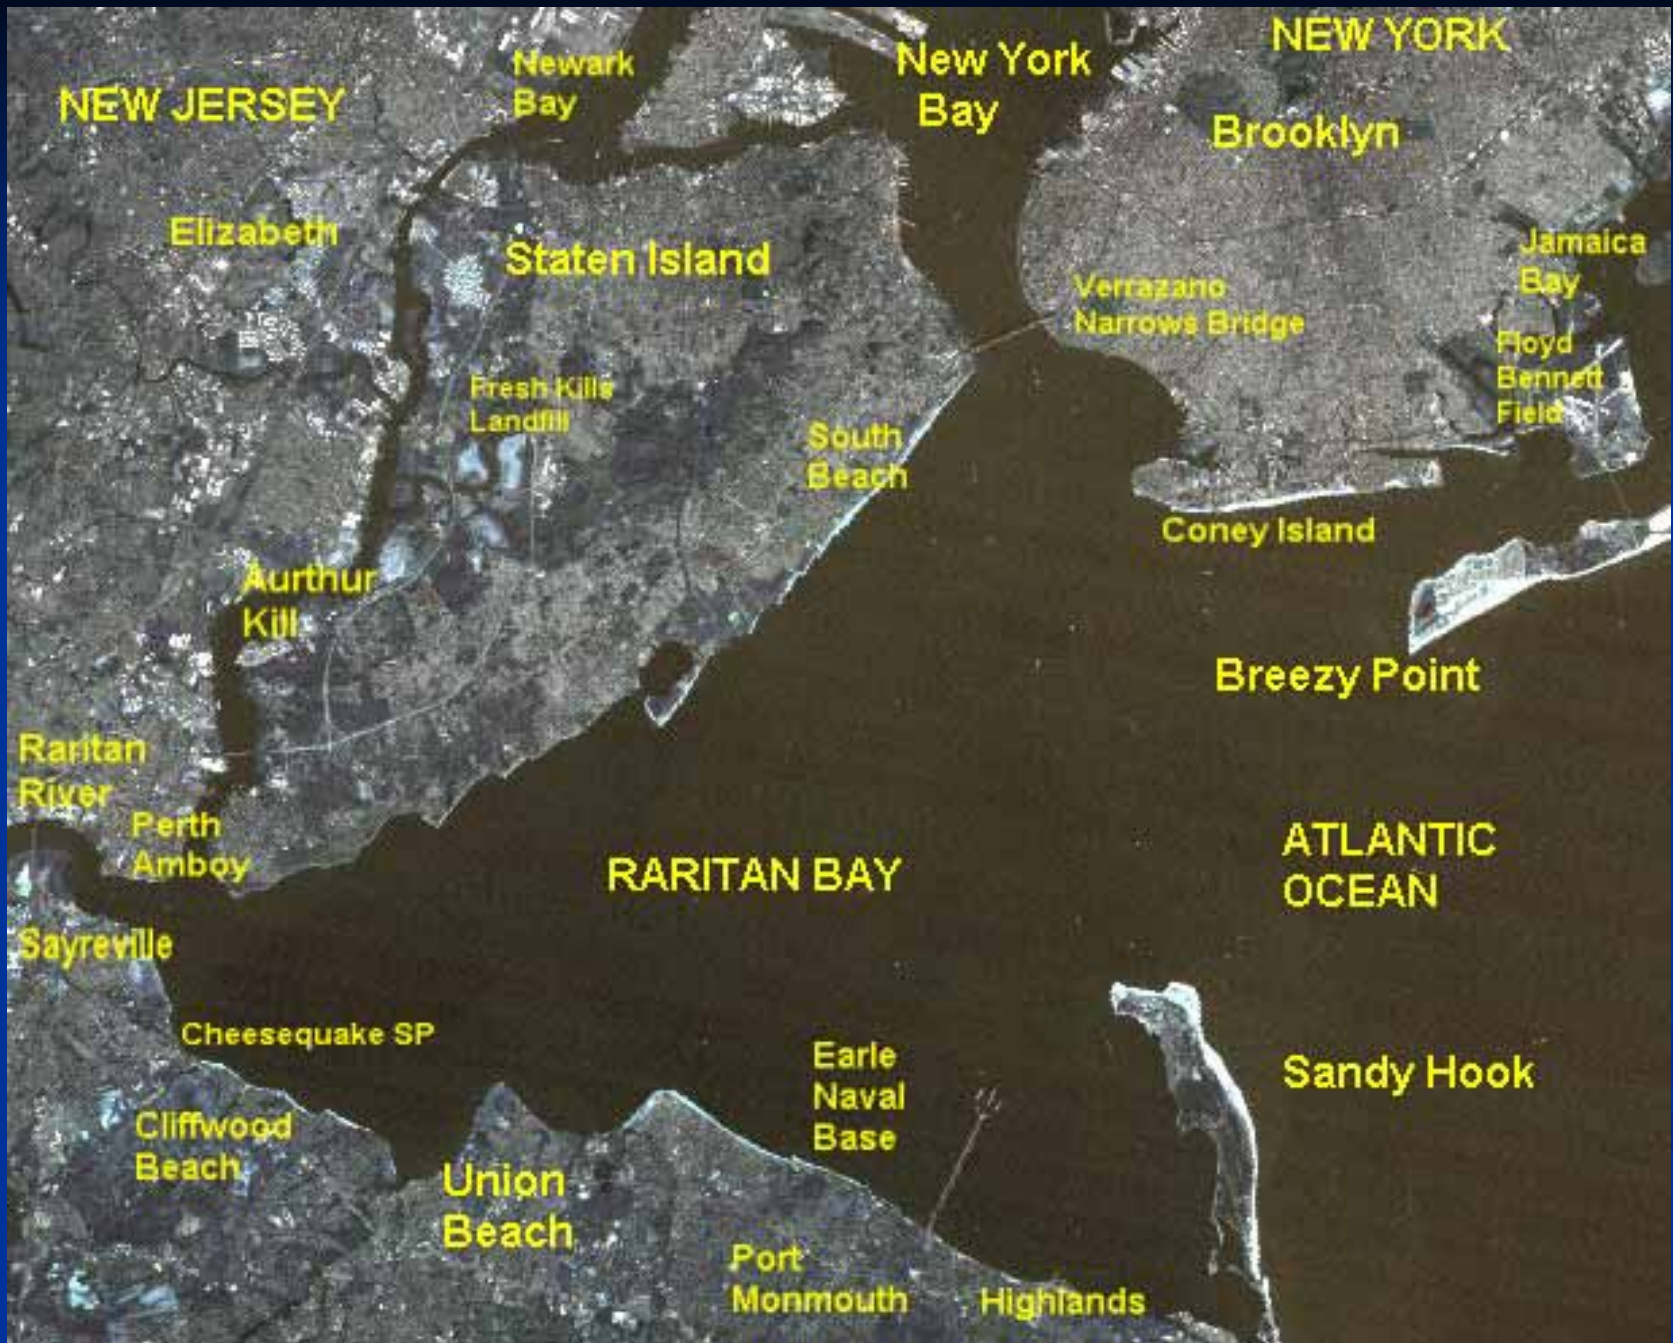 NEW YORK
New York
Bay
Newark
Bay
NEW JERSEY
Brooklyn
Elizabeth
Staten Island
Jamaica
Bay
Verrazano
Narrows Bridge
Floyd
Bennett
Field
Fresh Kills
Landfill
South
Beach
Coney Island
Aurthur
Kill
Breezy Point
Raritan
River
Perth
Amboy
RARITAN BAY
ATLANTIC
OCEAN
Sayreville
Cheesequake SP
Earle
Naval
Base
Sandy Hook
Cliffwood
Beach
Union
Beach
Port
Monmouth
Highlands